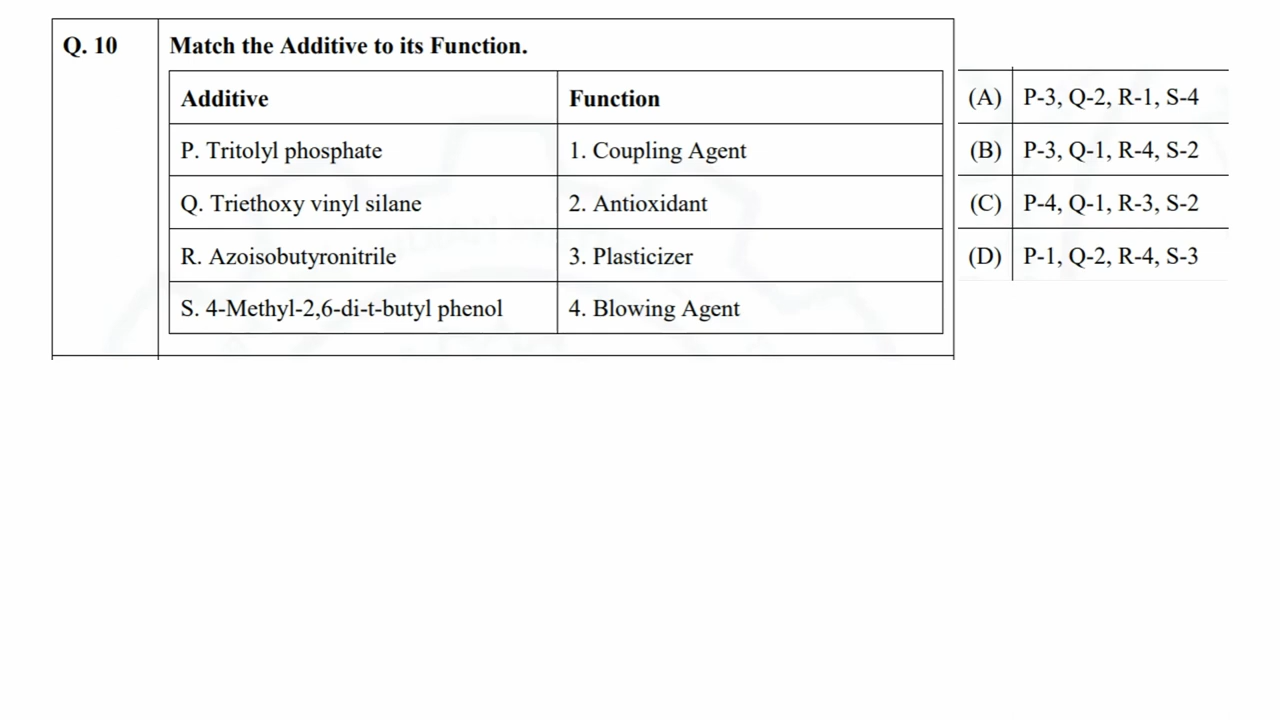 Q. 10 Match the Additive to its Function.
Additive Function
P. Tritolyl phosphate 1. Coupling Agent
Q. Triethoxy vinyl silane 2. Antioxidant
R. Azoisobutyronitrile 3. Plasticizer
S. 4-Methyl-2,6-di-t-butyl phenol 4. Blowing Agent
(A) P-3, Q-2, R-1, S-4
(B) P-3, Q-1, R-4, S-2
(C) P-4, Q-1, R-3, S-2
(D) P-1, Q-2, R-4, S-3